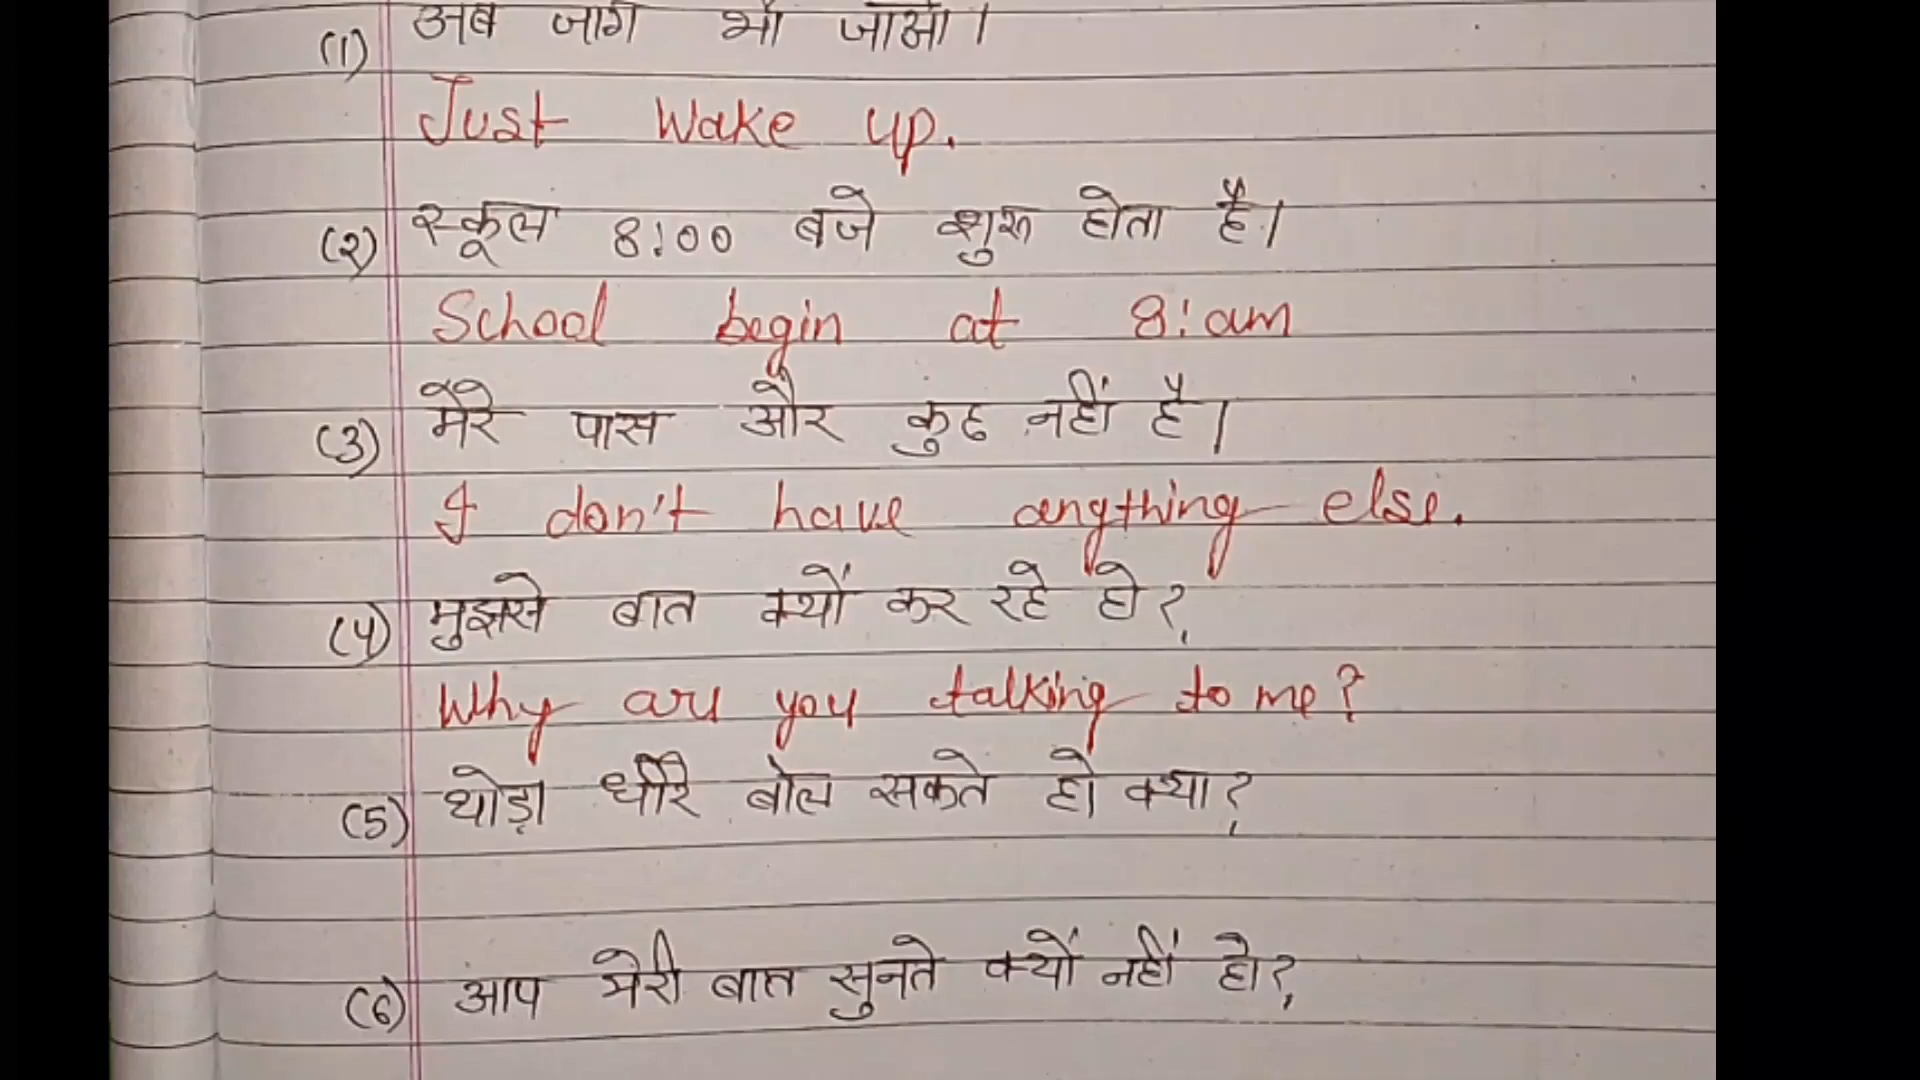 (1) अब जाग भी जाओ।
Just Wake up.
(2) स्कूल 8:00 बजे शुरू होता है।
School begin at 8:am
(3) मेरे पास और कुछ नहीं है।
I don't have anything else.
(4) मुझसे बात क्यों कर रहे हो?
Why are you talking to me?
(5) थोड़ा धीरे बोल सकते हो क्या?
(6) आप मेरी बात सुनते क्यों नहीं हो?